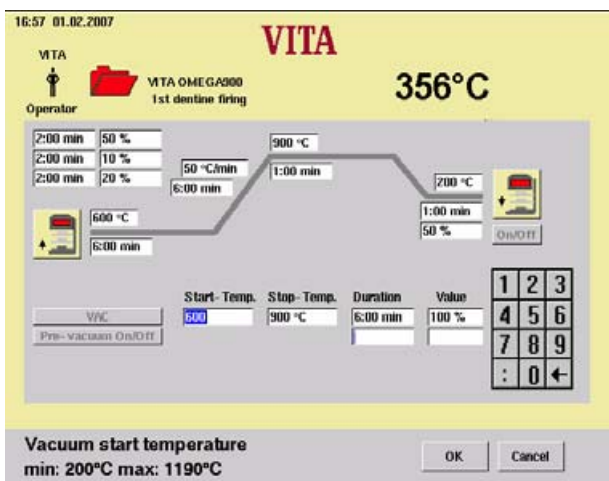 16:57 01.02.2007
VITA
VITA
Operator
VITA OMEGA900
1st dentine firing
356°C
2:00 min 50 %
2:00 min 10 %
2:00 min 20 %
50 °C/min
6:00 min
900 °C
1:00 min
200 °C
1:00 min
50 %
On/Off
600 °C
6:00 min
Start-Temp. Stop-Temp. Duration Value
VAC 600 900 °C 6:00 min 100 %
Pre-vacuum On/Off
1 2 3
4 5 6
7 8 9
: 0 ←
Vacuum start temperature
min: 200°C max: 1190°C
OK Cancel